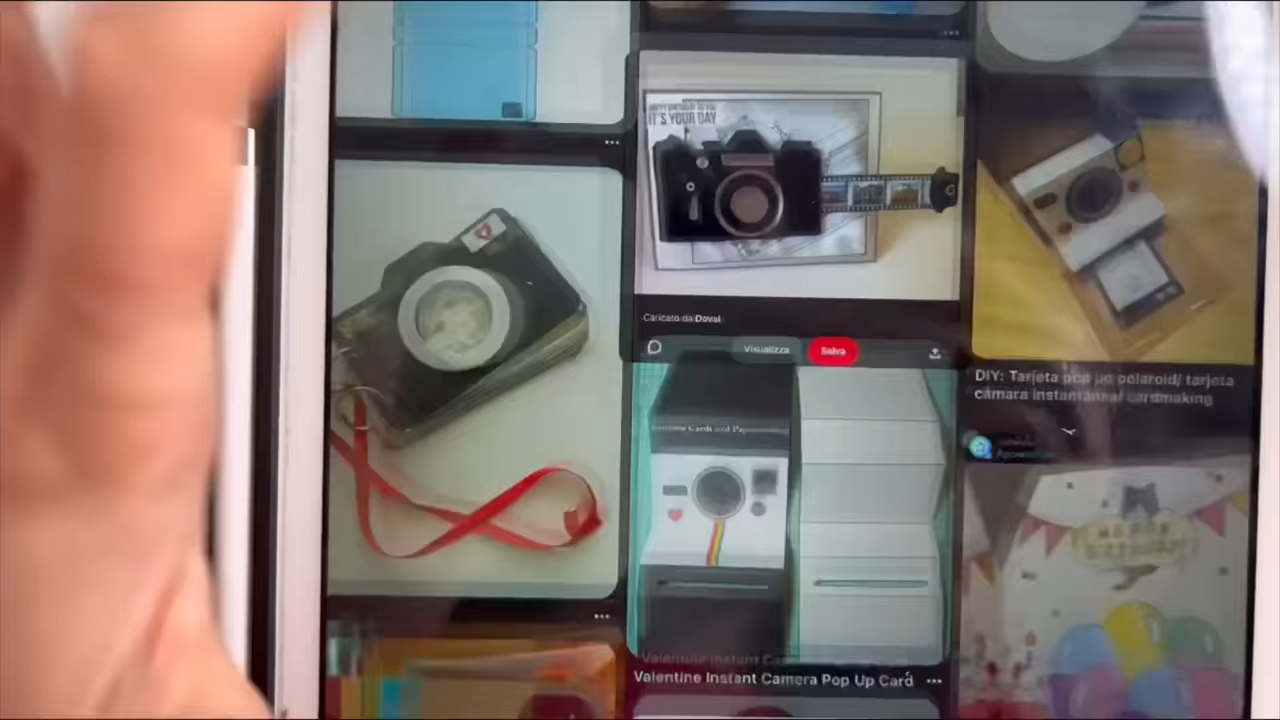 IT'S YOUR DAY
Caricato da Doval
Visualizza
Salva
DIY: Tarjeta pop up polaroid/ tarjeta
cámara instantánna/ cardmaking
Valentine Instant Camera Pop Up Card